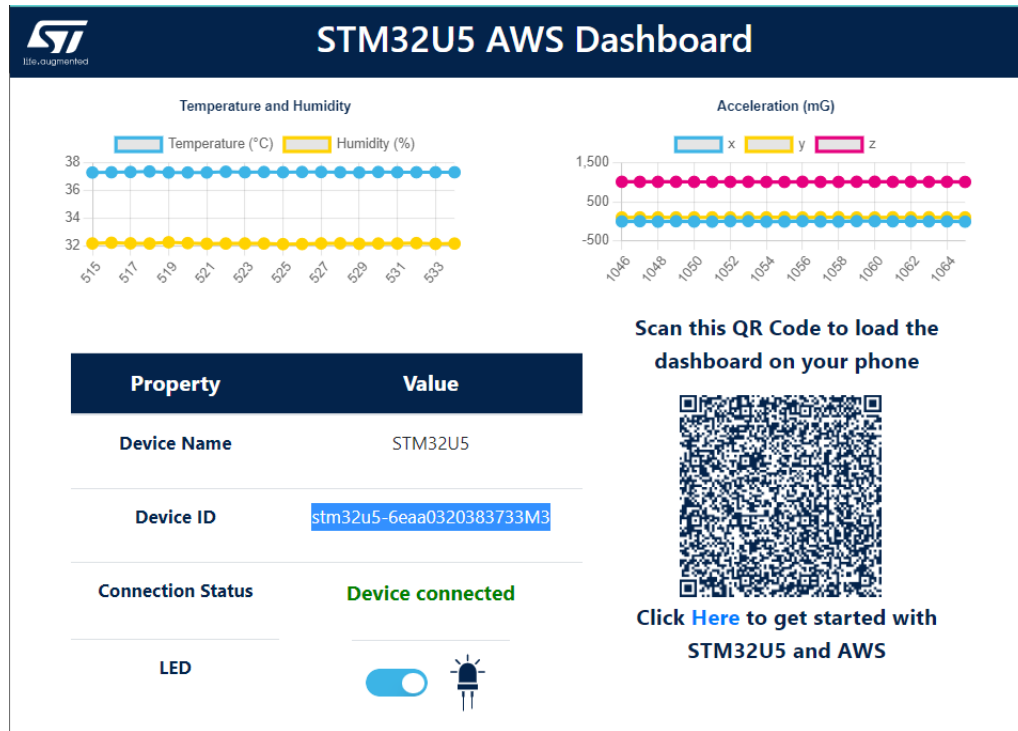 ST
life.augmented
STM32U5 AWS Dashboard
Temperature and Humidity
Temperature (°C) Humidity (%)
38
36
34
32
515 517 519 521 523 525 527 529 531 533
Acceleration (mG)
x y z
1,500
500
-500
1046 1048 1050 1052 1054 1056 1058 1060 1062 1064
Property Value
Device Name STM32U5
Device ID stm32u5-6eaa0320383733M3
Connection Status Device connected
LED
Scan this QR Code to load the
dashboard on your phone
Click Here to get started with
STM32U5 and AWS